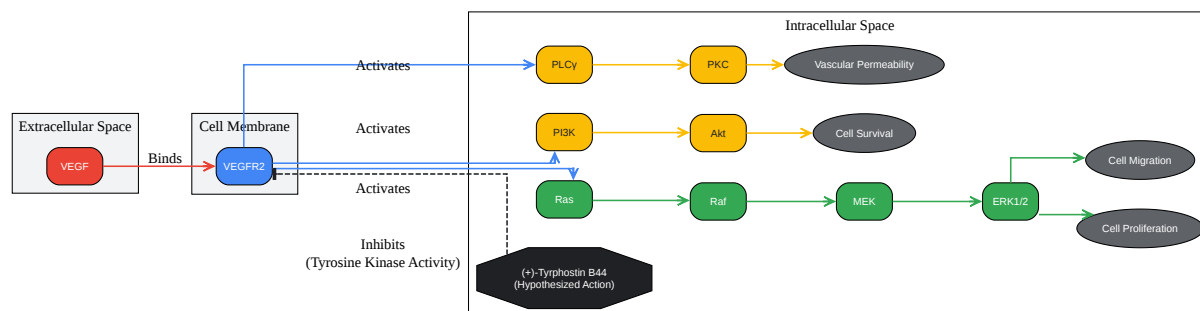 Intracellular Space
Activates
PLCγ
PKC
Vascular Permeability
Extracellular Space
Cell Membrane
Activates
PI3K
Akt
Cell Survival
VEGF
Binds
VEGFR2
Cell Migration
Activates
Ras
Raf
MEK
ERK1/2
Cell Proliferation
Inhibits
(Tyrosine Kinase Activity)
(+)-Tyrphostin B44
(Hypothesized Action)